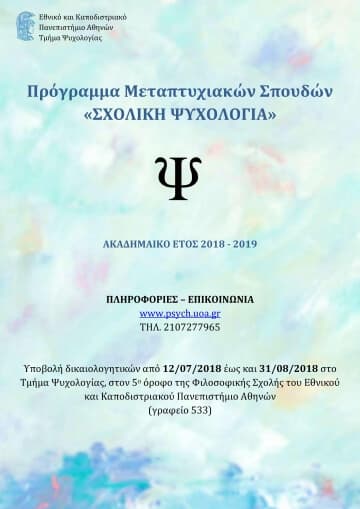 Εθνικό και Καποδιστριακό
Πανεπιστήμιο Αθηνών
Τμήμα Ψυχολογίας
Πρόγραμμα Μεταπτυχιακών Σπουδών
«ΣΧΟΛΙΚΗ ΨΥΧΟΛΟΓΙΑ»
Ψ
ΑΚΑΔΗΜΑΙΚΟ ΕΤΟΣ 2018 - 2019
ΠΛΗΡΟΦΟΡΙΕΣ – ΕΠΙΚΟΙΝΩΝΙΑ
www.psych.uoa.gr
ΤΗΛ. 2107277965
Υποβολή δικαιολογητικών από 12/07/2018 έως και 31/08/2018 στο
Τμήμα Ψυχολογίας, στον 5ο όροφο της Φιλοσοφικής Σχολής του Εθνικού
και Καποδιστριακού Πανεπιστήμιο Αθηνών
(γραφείο 533)